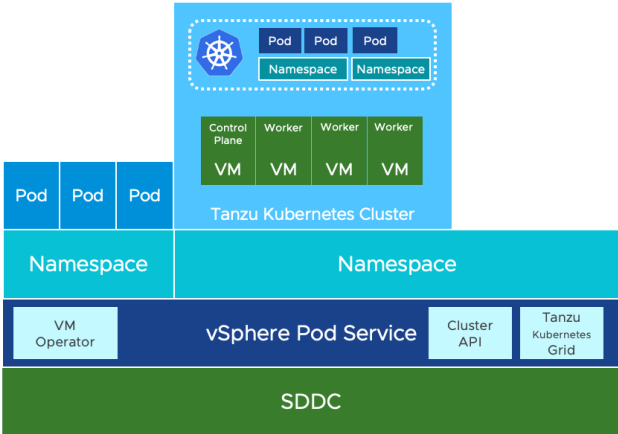 Pod Pod Pod
Namespace Namespace
Control Plane Worker Worker Worker
VM VM VM VM
Tanzu Kubernetes Cluster
Pod Pod Pod
Namespace Namespace
VM Operator
vSphere Pod Service
Cluster API
Tanzu Kubernetes Grid
SDDC